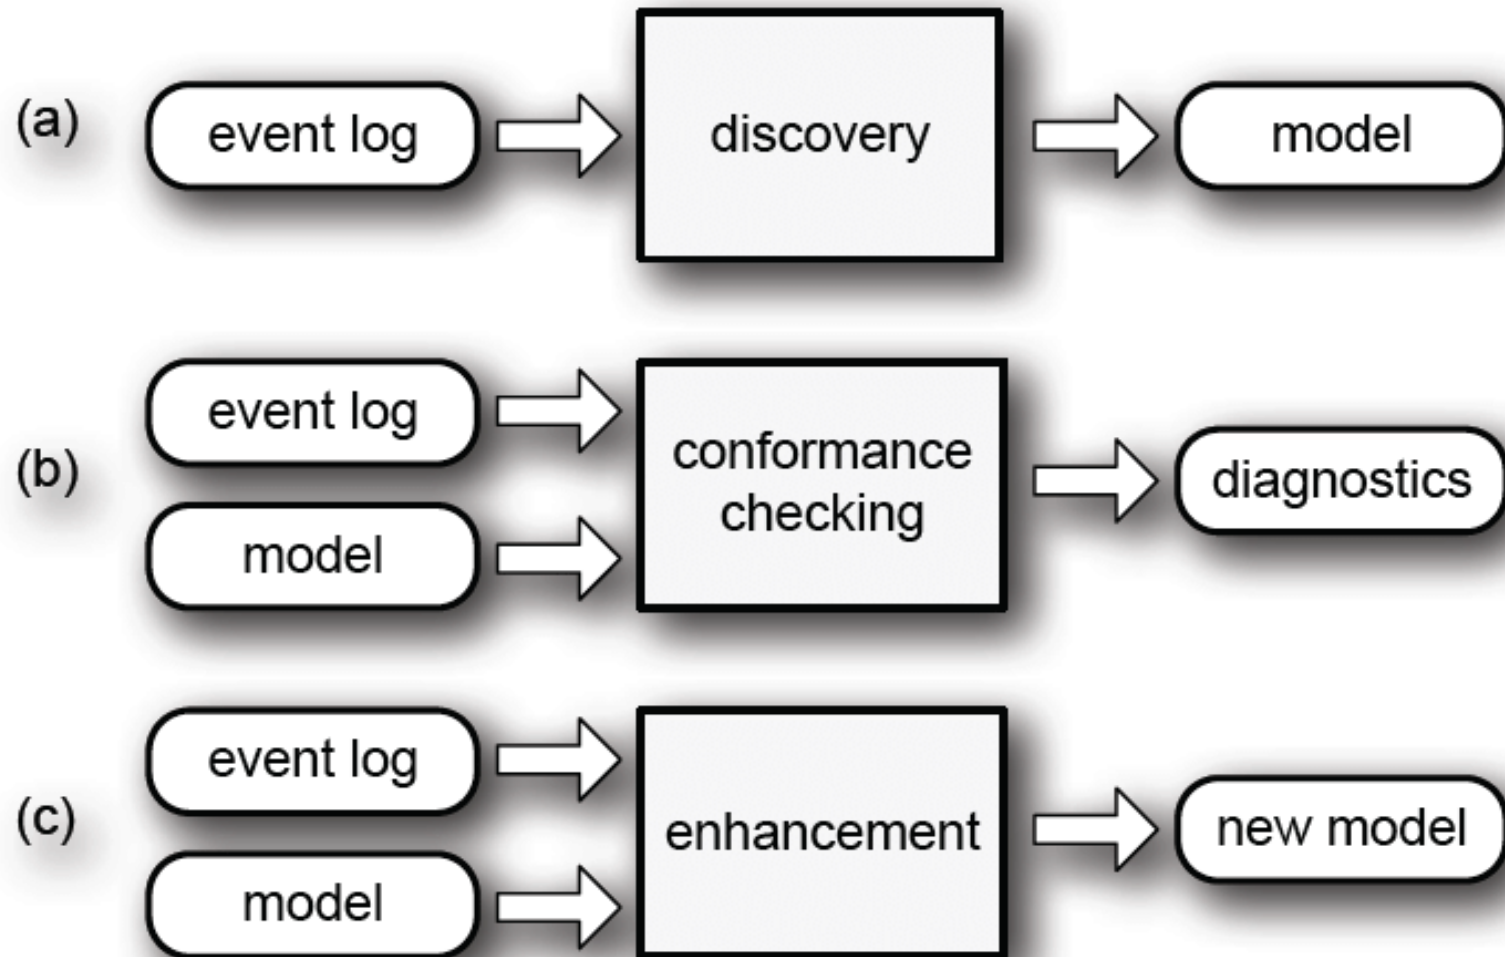 (a)
event log
discovery
model
(b)
event log
model
conformance
checking
diagnostics
(c)
event log
model
enhancement
new model